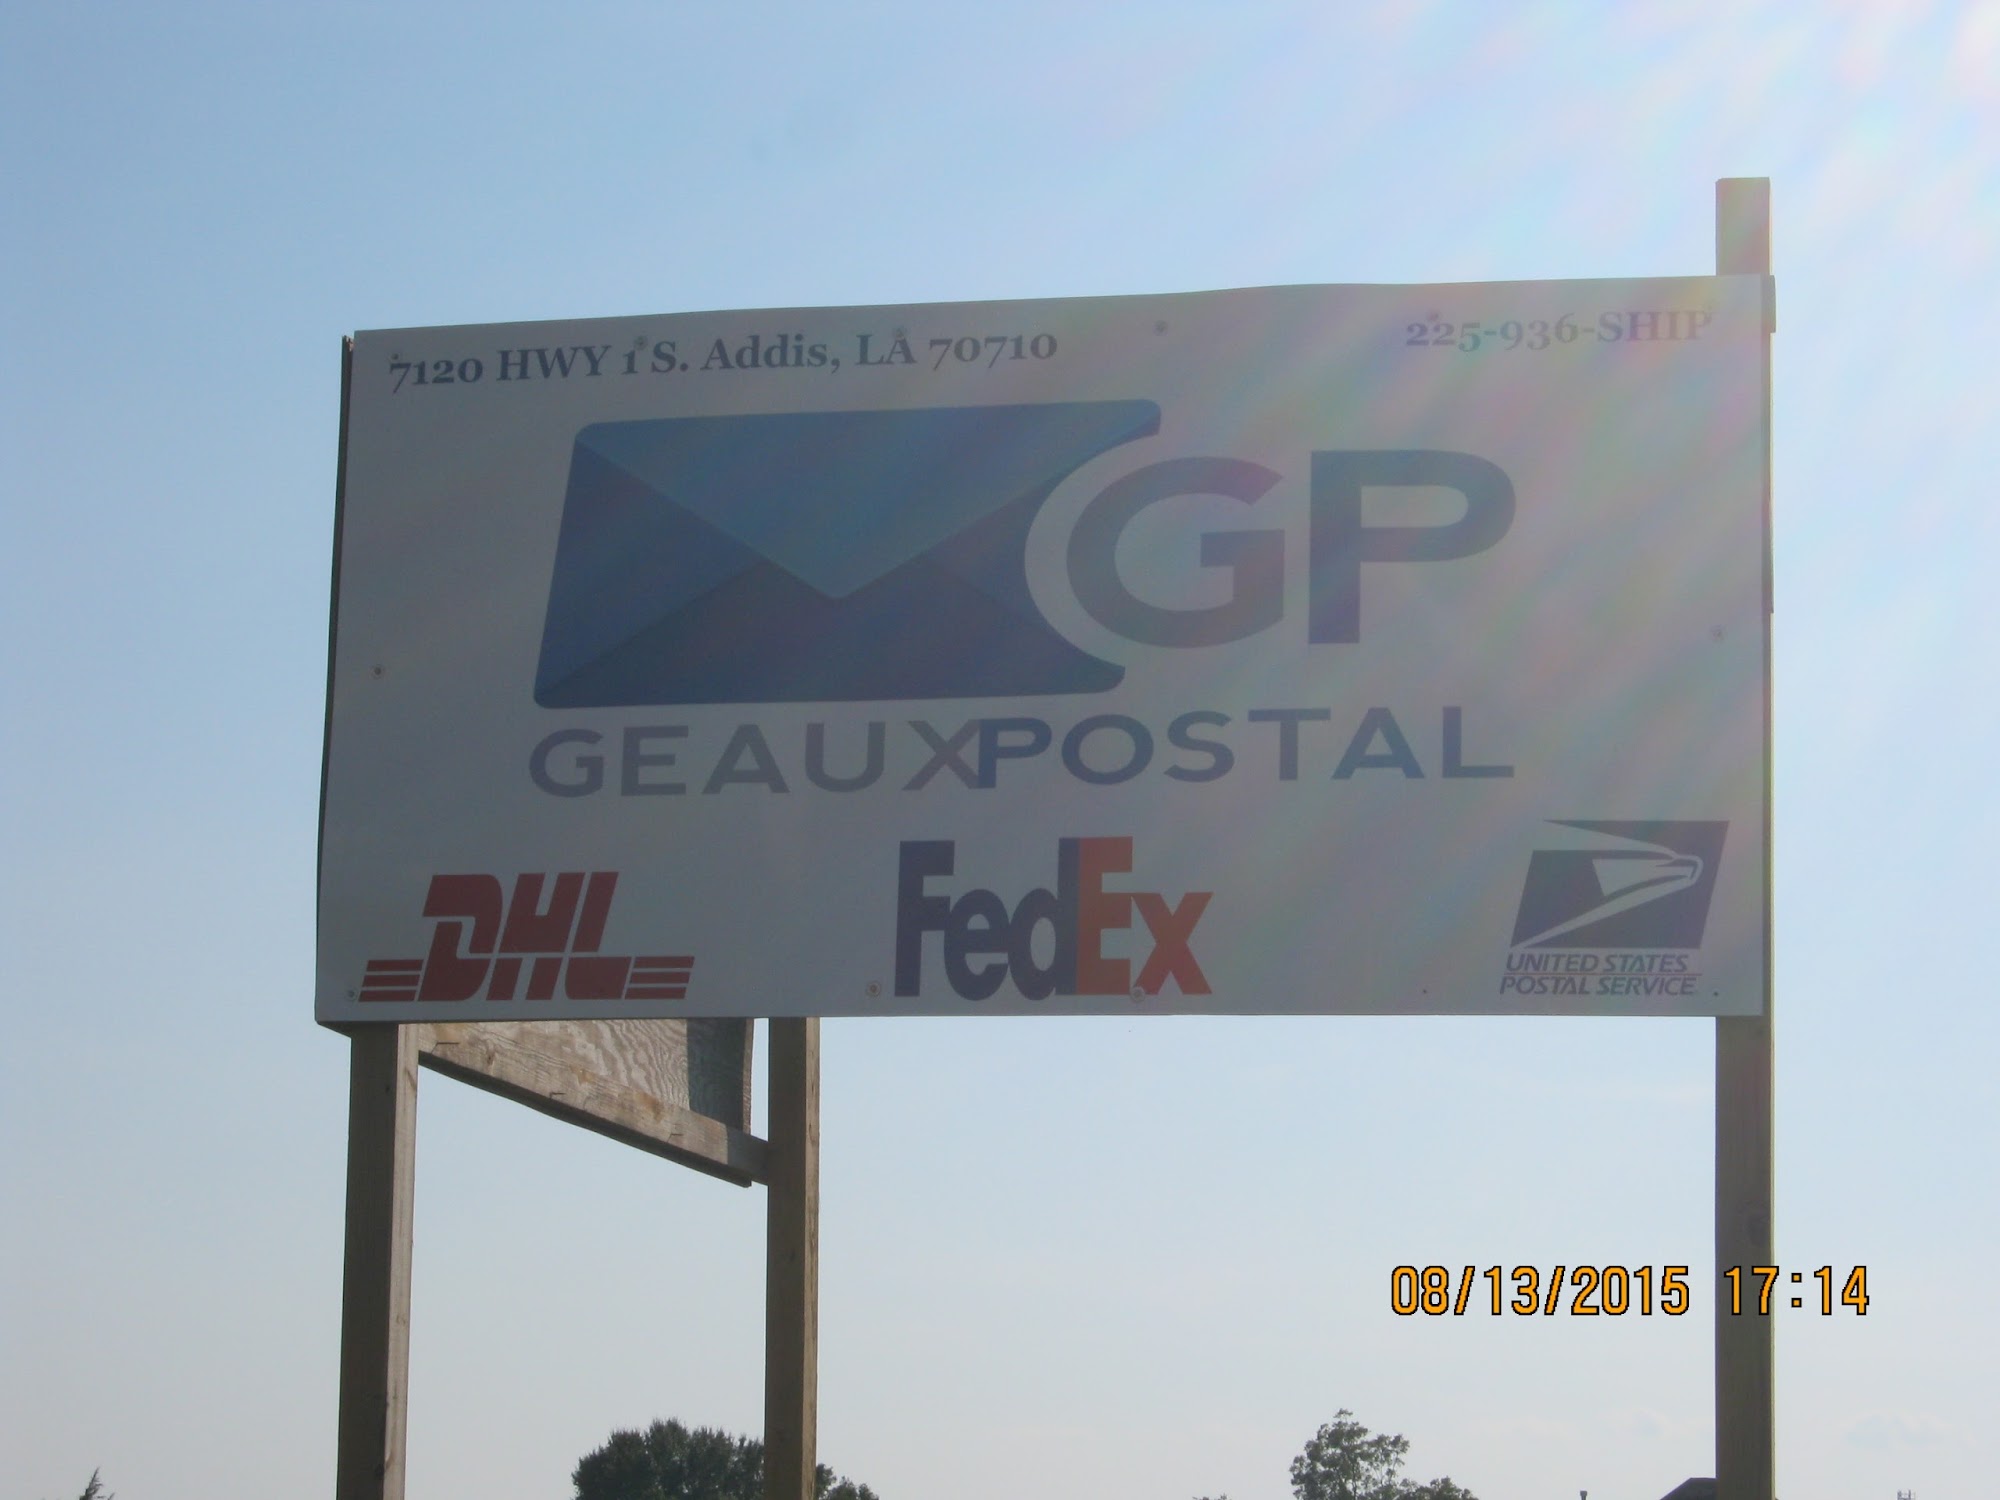 7120 HWY 1 S. Addis, LA 70710
225-936-SHIP
GP
GEAUXPOSTAL
DHL
FedEx
UNITED STATES
POSTAL SERVICE
08/13/2015 17:14